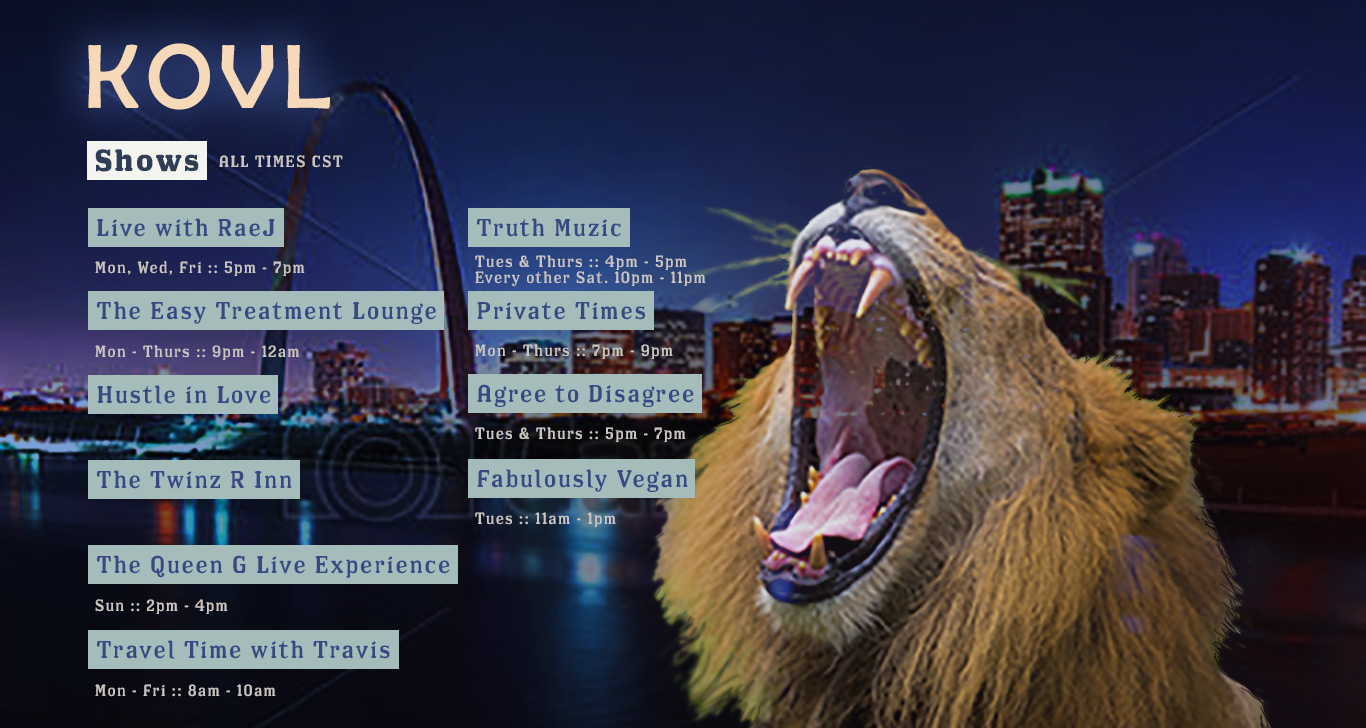 KOVL
Shows ALL TIMES CST
Live with RaeJ
Mon, Wed, Fri :: 5pm - 7pm
The Easy Treatment Lounge
Mon - Thurs :: 9pm - 12am
Hustle in Love
The Twinz R Inn
The Queen G Live Experience
Sun :: 2pm - 4pm
Travel Time with Travis
Mon - Fri :: 8am - 10am
Truth Muzic
Tues & Thurs :: 4pm - 5pm
Every other Sat. 10pm - 11pm
Private Times
Mon - Thurs :: 7pm - 9pm
Agree to Disagree
Tues & Thurs :: 5pm - 7pm
Fabulously Vegan
Tues :: 11am - 1pm